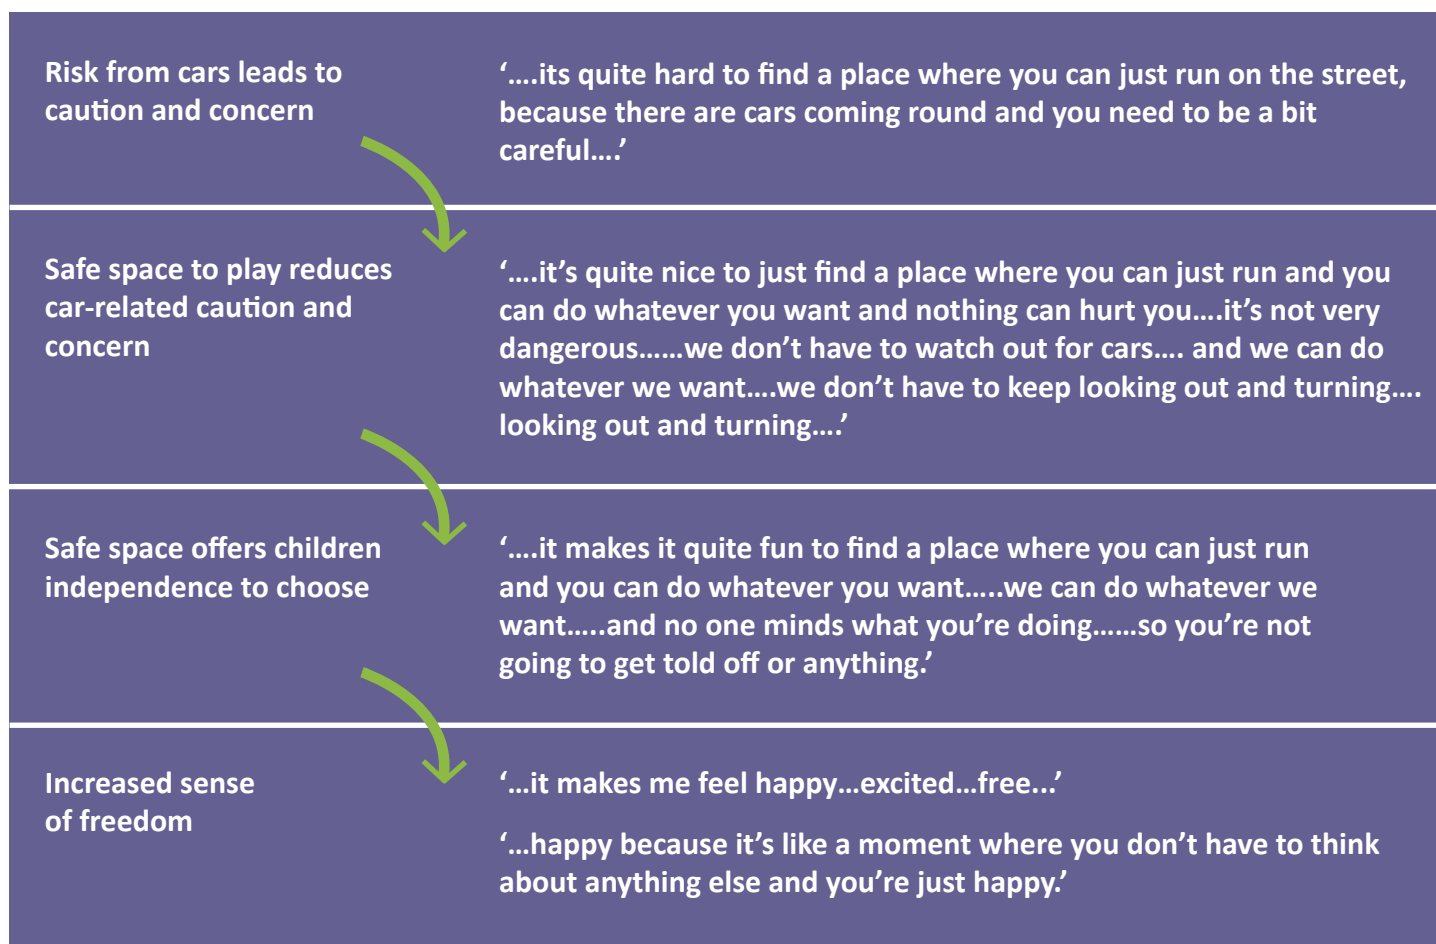 Risk from cars leads to
caution and concern
‘....its quite hard to find a place where you can just run on the street,
because there are cars coming round and you need to be a bit
careful....’
Safe space to play reduces
car-related caution and
concern
‘....it’s quite nice to just find a place where you can just run and you
can do whatever you want and nothing can hurt you....it’s not very
dangerous......we don’t have to watch out for cars.... and we can do
whatever we want....we don’t have to keep looking out and turning....
looking out and turning....’
Safe space offers children
independence to choose
‘....it makes it quite fun to find a place where you can just run
and you can do whatever you want.....we can do whatever we
want.....and no one minds what you’re doing......so you’re not
going to get told off or anything.’
Increased sense
of freedom
‘...it makes me feel happy...excited...free...’
‘...happy because it’s like a moment where you don’t have to think
about anything else and you’re just happy.’